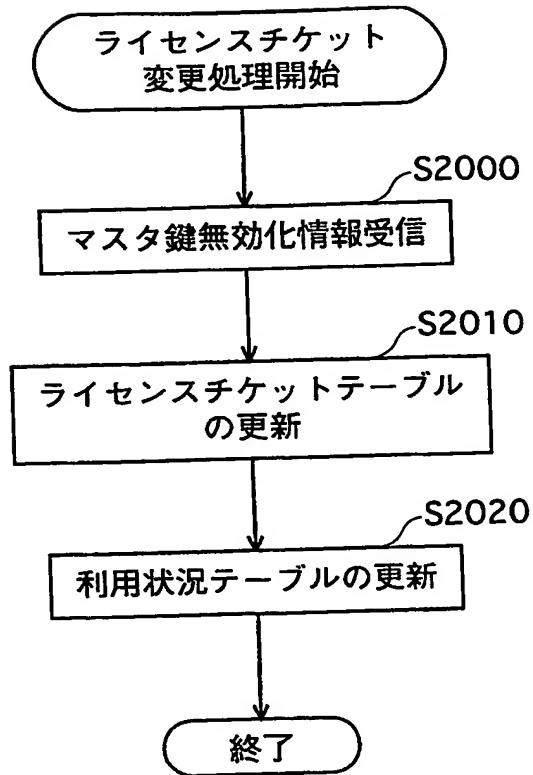 ライセンスチケット
変更処理開始
S2000
マスタ鍵無効化情報受信
S2010
ライセンスチケットテーブル
の更新
S2020
利用状況テーブルの更新
終了